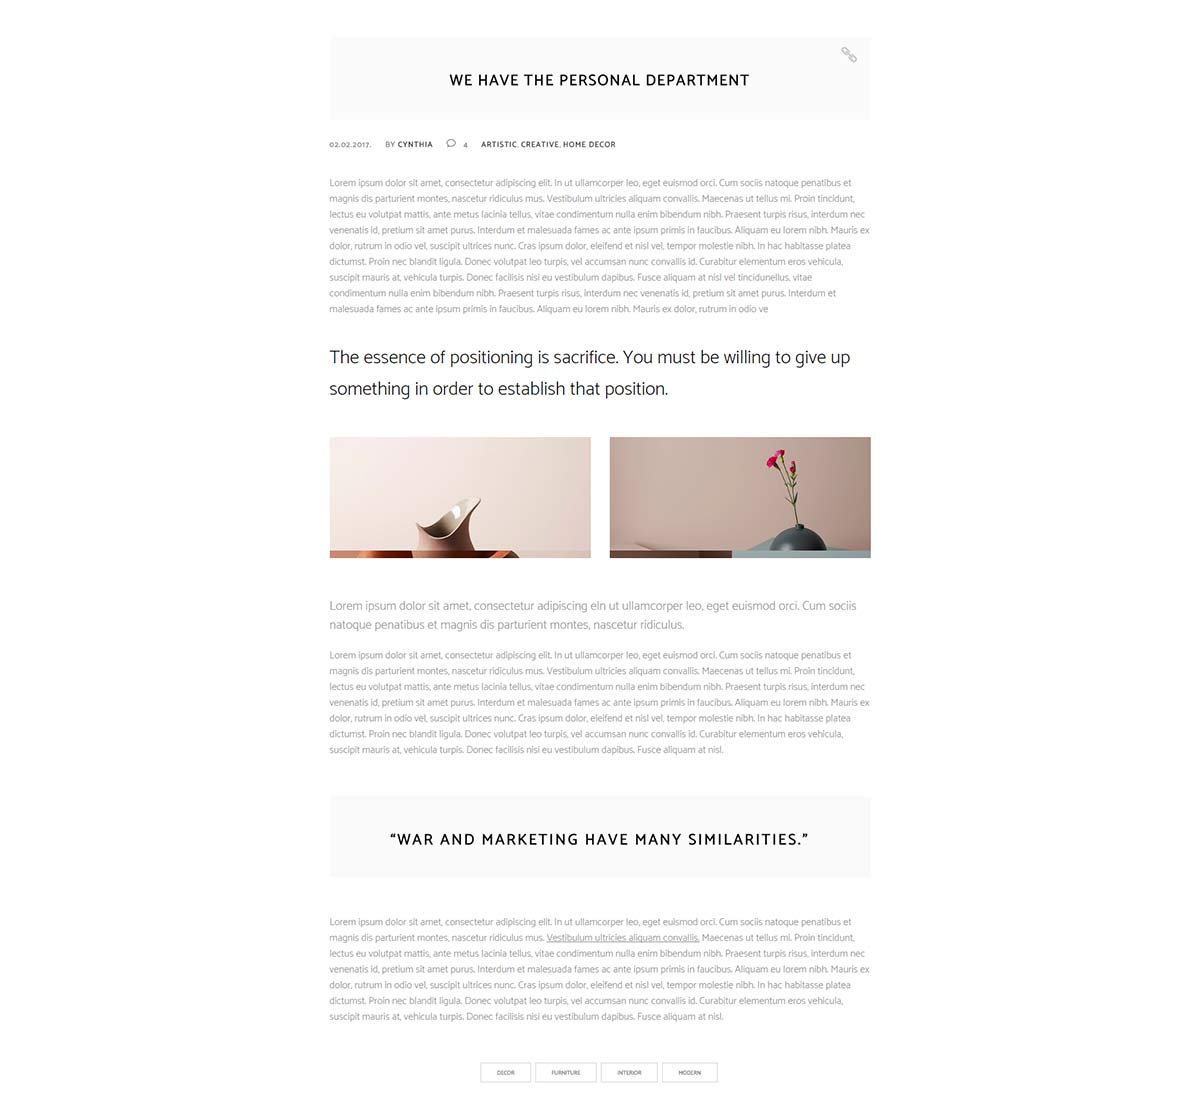 WE HAVE THE PERSONAL DEPARTMENT
02.02.2017. BY CYNTHIA 4 ARTISTIC, CREATIVE, HOME DECOR
Lorem ipsum dolor sit amet, consectetur adipiscing elit. In ut ullamcorper leo, eget euismod orci. Cum sociis natoque penatibus et
magnis dis parturient montes, nascetur ridiculus mus. Vestibulum ultricies aliquam convallis. Maecenas ut tellus mi. Proin tincidunt,
lectus eu volutpat mattis, ante metus lacinia tellus, vitae condimentum nulla enim bibendum nibh. Praesent turpis risus, interdum nec
venenatis id, pretium sit amet purus. Interdum et malesuada fames ac ante ipsum primis in faucibus. Aliquam eu lorem nibh. Mauris ex
dolor, rutrum in odio vel, suscipit ultrices nunc. Cras ipsum dolor, eleifend et nisl vel, tempor molestie nibh. In hac habitasse platea
dictumst. Proin nec blandit ligula. Donec volutpat leo turpis, vel accumsan nunc convallis id. Curabitur elementum eros vehicula,
suscipit mauris at, vehicula turpis. Donec facilisis nisi eu vestibulum dapibus. Fusce aliquam at nisl vel tincidunellus, vitae
condimentum nulla enim bibendum nibh. Praesent turpis risus, interdum nec venenatis id, pretium sit amet purus. Interdum et
malesuada fames ac ante ipsum primis in faucibus. Aliquam eu lorem nibh. Mauris ex dolor, rutrum in odio ve
The essence of positioning is sacrifice. You must be willing to give up
something in order to establish that position.
Lorem ipsum dolor sit amet, consectetur adipiscing eln ut ullamcorper leo, eget euismod orci. Cum sociis
natoque penatibus et magnis dis parturient montes, nascetur ridiculus.
Lorem ipsum dolor sit amet, consectetur adipiscing elit. In ut ullamcorper leo, eget euismod orci. Cum sociis natoque penatibus et
magnis dis parturient montes, nascetur ridiculus mus. Vestibulum ultricies aliquam convallis. Maecenas ut tellus mi. Proin tincidunt,
lectus eu volutpat mattis, ante metus lacinia tellus, vitae condimentum nulla enim bibendum nibh. Praesent turpis risus, interdum nec
venenatis id, pretium sit amet purus. Interdum et malesuada fames ac ante ipsum primis in faucibus. Aliquam eu lorem nibh. Mauris ex
dolor, rutrum in odio vel, suscipit ultrices nunc. Cras ipsum dolor, eleifend et nisl vel, tempor molestie nibh. In hac habitasse platea
dictumst. Proin nec blandit ligula. Donec volutpat leo turpis, vel accumsan nunc convallis id. Curabitur elementum eros vehicula,
suscipit mauris at, vehicula turpis. Donec facilisis nisi eu vestibulum dapibus. Fusce aliquam at nisl.
“WAR AND MARKETING HAVE MANY SIMILARITIES.”
Lorem ipsum dolor sit amet, consectetur adipiscing elit. In ut ullamcorper leo, eget euismod orci. Cum sociis natoque penatibus et
magnis dis parturient montes, nascetur ridiculus mus. Vestibulum ultricies aliquam convallis. Maecenas ut tellus mi. Proin tincidunt,
lectus eu volutpat mattis, ante metus lacinia tellus, vitae condimentum nulla enim bibendum nibh. Praesent turpis risus, interdum nec
venenatis id, pretium sit amet purus. Interdum et malesuada fames ac ante ipsum primis in faucibus. Aliquam eu lorem nibh. Mauris ex
dolor, rutrum in odio vel, suscipit ultrices nunc. Cras ipsum dolor, eleifend et nisl vel, tempor molestie nibh. In hac habitasse platea
dictumst. Proin nec blandit ligula. Donec volutpat leo turpis, vel accumsan nunc convallis id. Curabitur elementum eros vehicula,
suscipit mauris at, vehicula turpis. Donec facilisis nisi eu vestibulum dapibus. Fusce aliquam at nisl.
DECOR FURNITURE INTERIOR MODERN